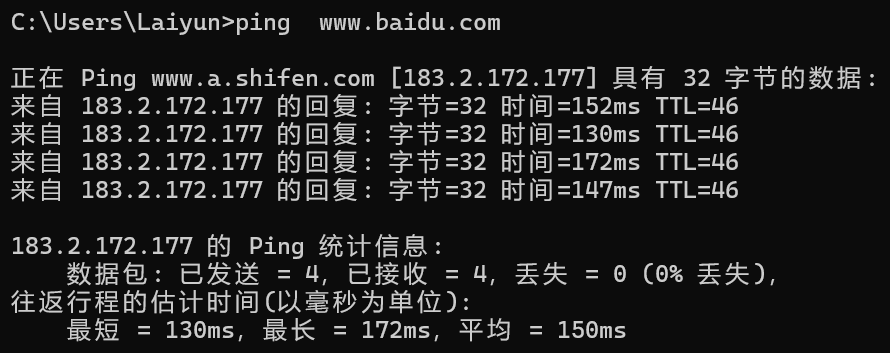 C:\Users\Laiyun>ping  www.baidu.com
正在 Ping www.a.shifen.com [183.2.172.177] 具有 32 字节的数据:
来自 183.2.172.177 的回复: 字节=32 时间=152ms TTL=46
来自 183.2.172.177 的回复: 字节=32 时间=130ms TTL=46
来自 183.2.172.177 的回复: 字节=32 时间=172ms TTL=46
来自 183.2.172.177 的回复: 字节=32 时间=147ms TTL=46
183.2.172.177 的 Ping 统计信息:
    数据包: 已发送 = 4，已接收 = 4，丢失 = 0 (0% 丢失)，
往返行程的估计时间(以毫秒为单位):
    最短 = 130ms，最长 = 172ms，平均 = 150ms